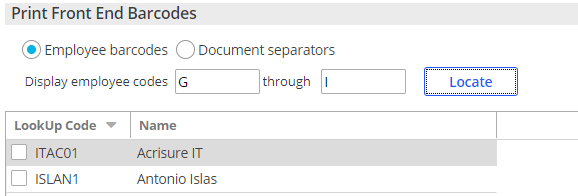 Print Front End Barcodes
Employee barcodes Document separators
Display employee codes G through I Locate
LookUp Code Name
ITAC01 Acrisure IT
ISLAN1 Antonio Islas